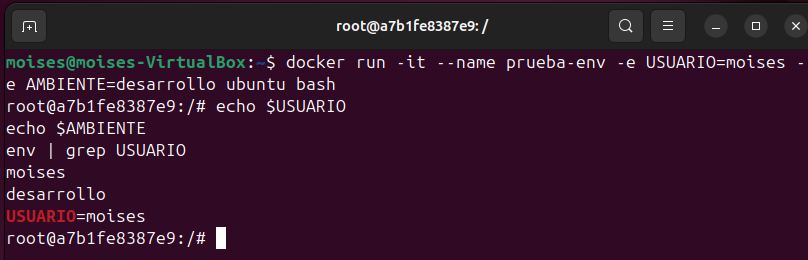 root@a7b1fe8387e9: /
moises@moises-VirtualBox:~$ docker run -it --name prueba-env -e USUARIO=moises -
e AMBIENTE=desarrollo ubuntu bash
root@a7b1fe8387e9:/# echo $USUARIO
echo $AMBIENTE
env | grep USUARIO
moises
desarrollo
USUARIO=moises
root@a7b1fe8387e9:/#